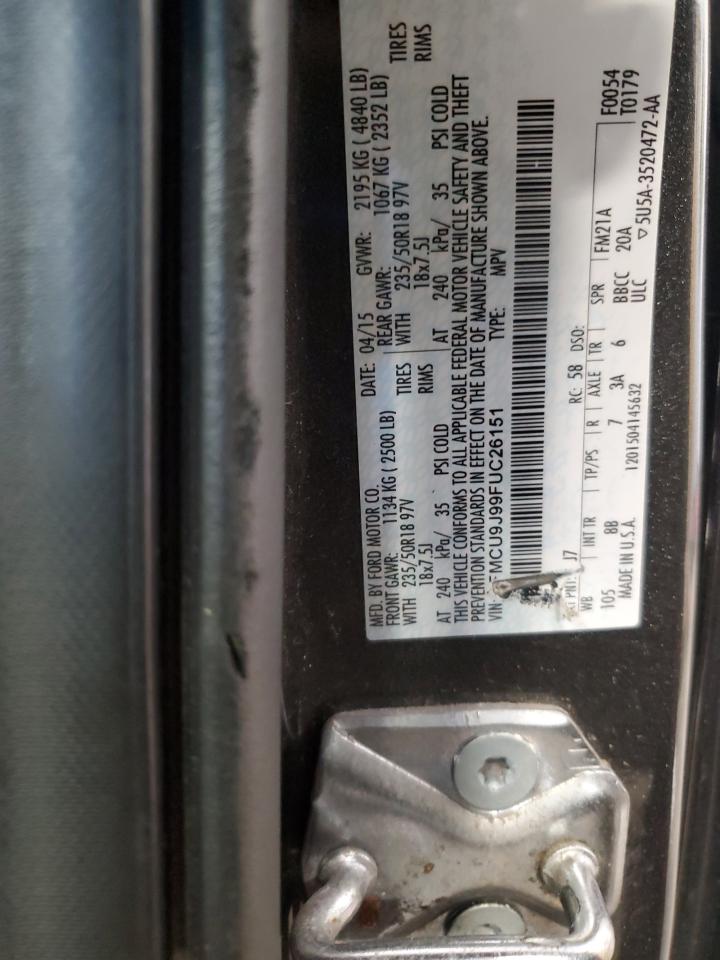 MFD. BY FORD MOTOR CO.
DATE: 04/15 GVWR: 2195 KG ( 4840 LB)
FRONT GAWR: 1134 KG ( 2500 LB) REAR GAWR: 1067 KG ( 2352 LB)
WITH 235/50R18 97V TIRES WITH 235/50R18 97V TIRES
18x7.5J RIMS 18x7.5J RIMS
AT 240 kPa/ 35 PSI COLD AT 240 kPa/ 35 PSI COLD
THIS VEHICLE CONFORMS TO ALL APPLICABLE FEDERAL MOTOR VEHICLE SAFETY AND THEFT
PREVENTION STANDARDS IN EFFECT ON THE DATE OF MANUFACTURE SHOWN ABOVE.
VIN: FMCU9J99FUC26151 TYPE: MPV
F0054
J7 RC: 58 DSO: T0179
WB INT TR TP/PS R AXLE TR SPR FM21A
105 8B 7 3A 6 BBCC 20A
MADE IN U.S.A. 1201504145632 ULC ▽ 5U5A-3520472-AA